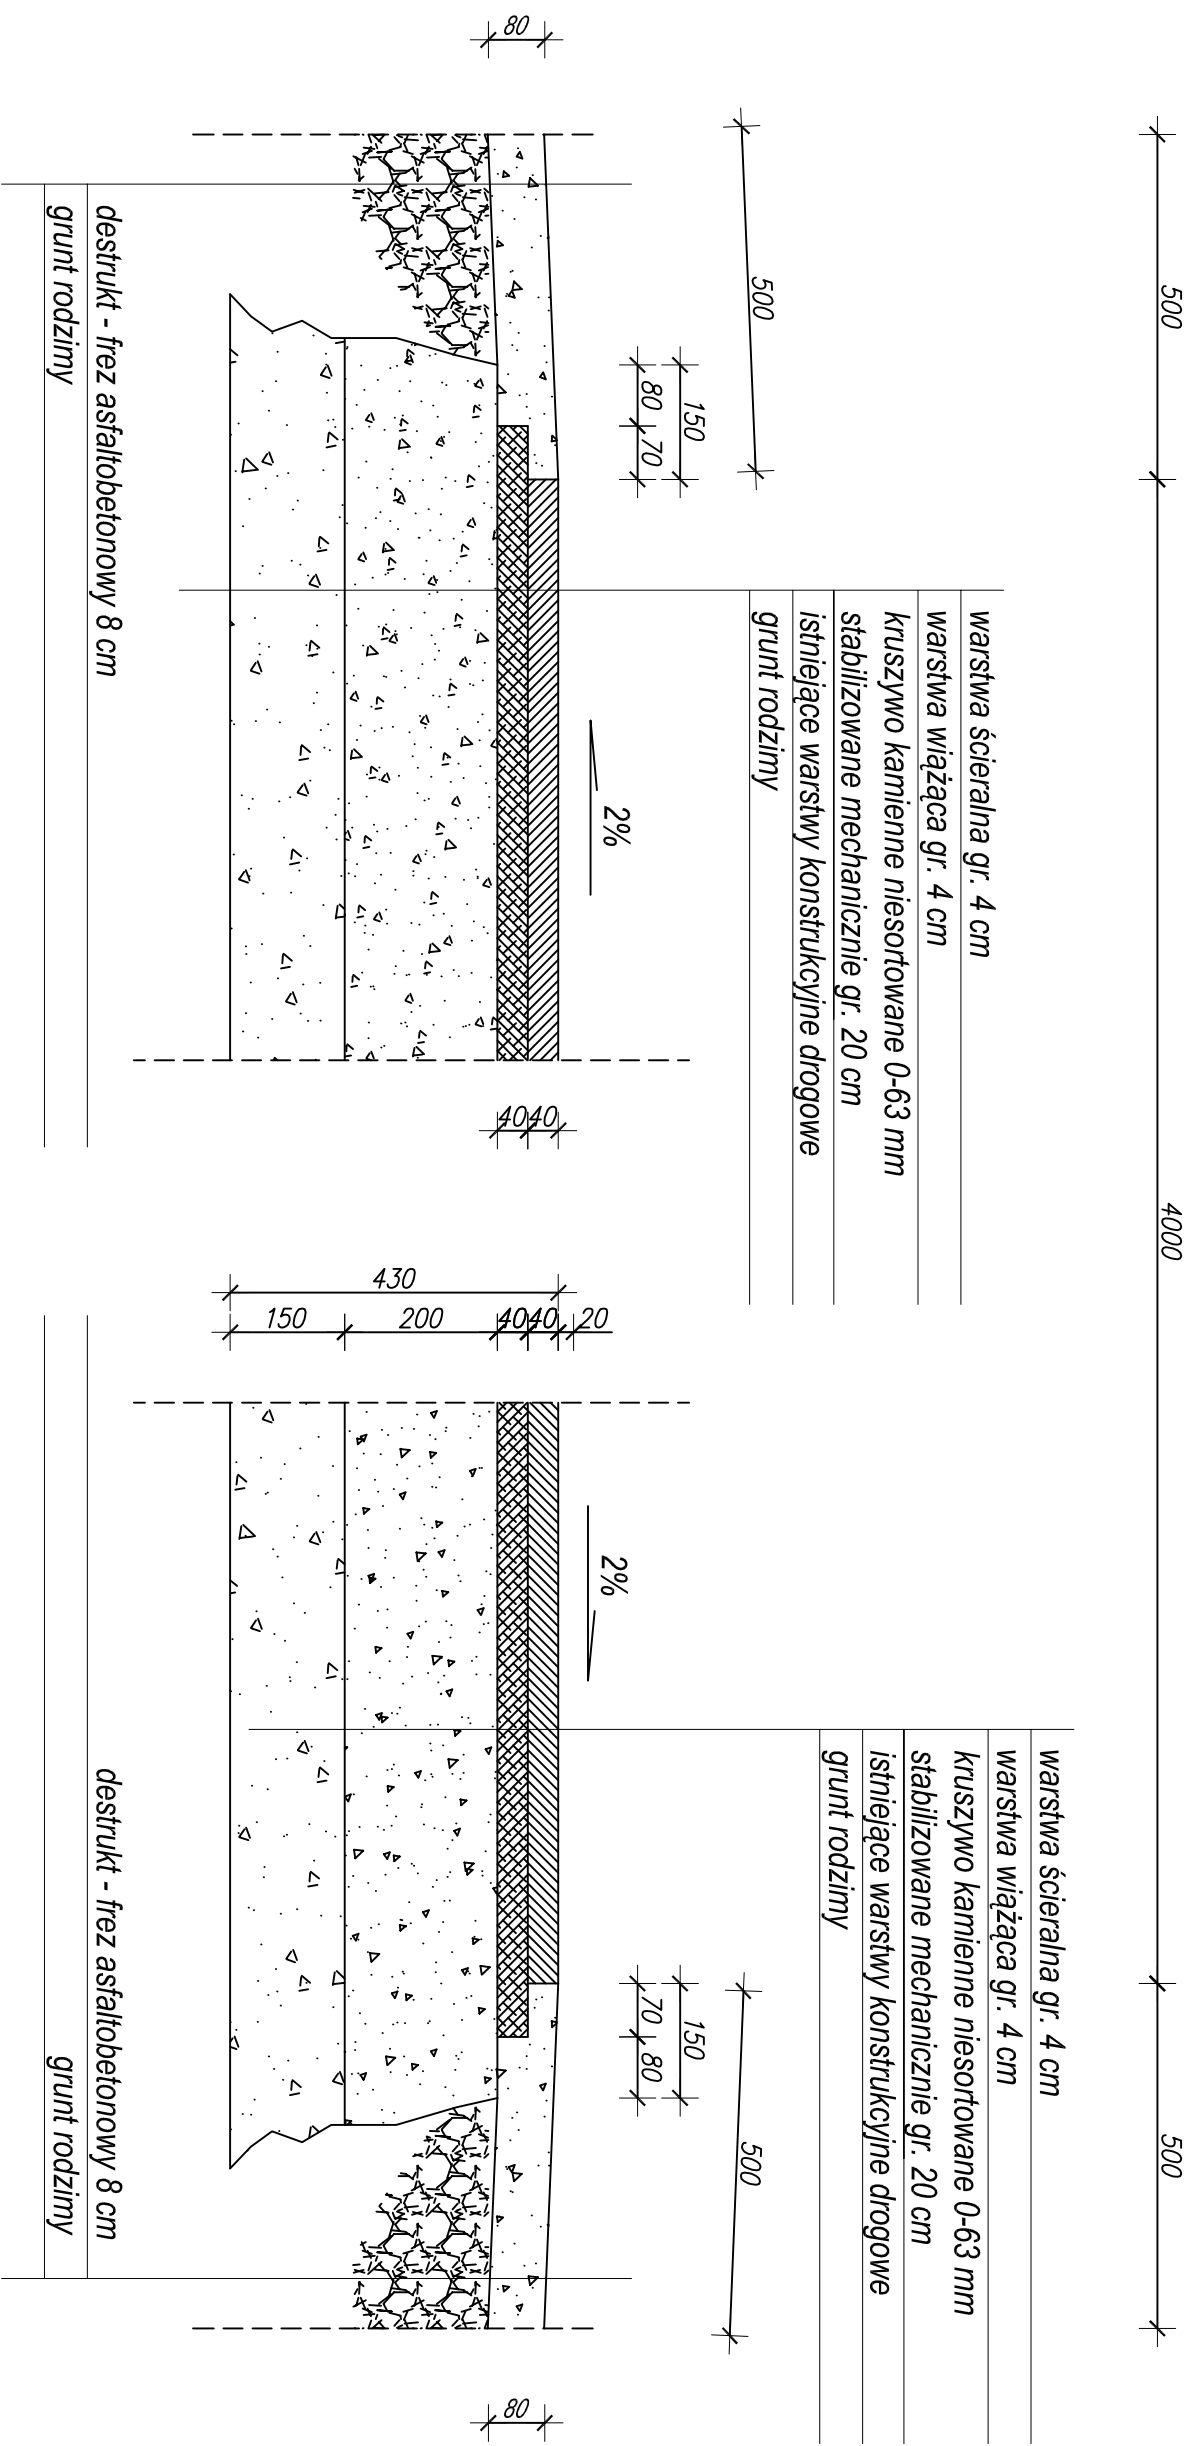 500
4000
500
warstwa ścieralna gr. 4 cm
warstwa wiążąca gr. 4 cm
kruszywo kamienne niesortowane 0-63 mm
stabilizowane mechanicznie gr. 20 cm
istniejące warstwy konstrukcyjne drogowe
grunt rodzimy
warstwa ścieralna gr. 4 cm
warstwa wiążąca gr. 4 cm
kruszywo kamienne niesortowane 0-63 mm
stabilizowane mechanicznie gr. 20 cm
istniejące warstwy konstrukcyjne drogowe
grunt rodzimy
500
500
150
80 70
150
70 80
2%
2%
80
40 40
430
150 200 40 40 20
80
destrukt - frez asfaltobetonowy 8 cm
grunt rodzimy
destrukt - frez asfaltobetonowy 8 cm
grunt rodzimy